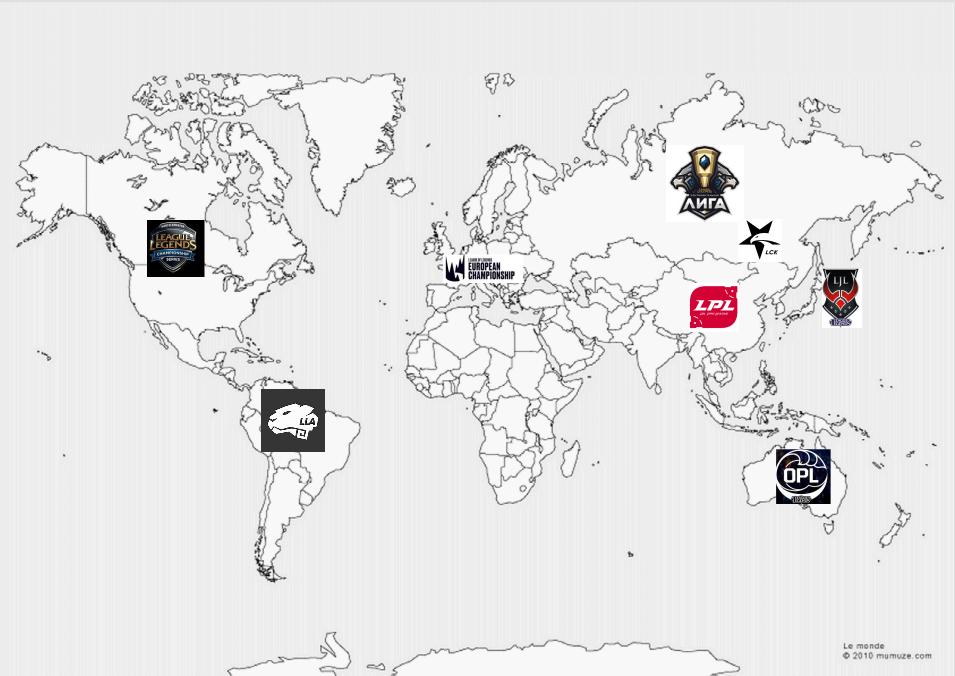 ЛИГА
LEAGUE
LEGENDS
CHAMPIONSHIP
SERIES
LCK
LEAGUE OF LEGENDS
EUROPEAN
CHAMPIONSHIP
LJL
LPL
LLA
OPL
Le monde
© 2010 mumuze.com